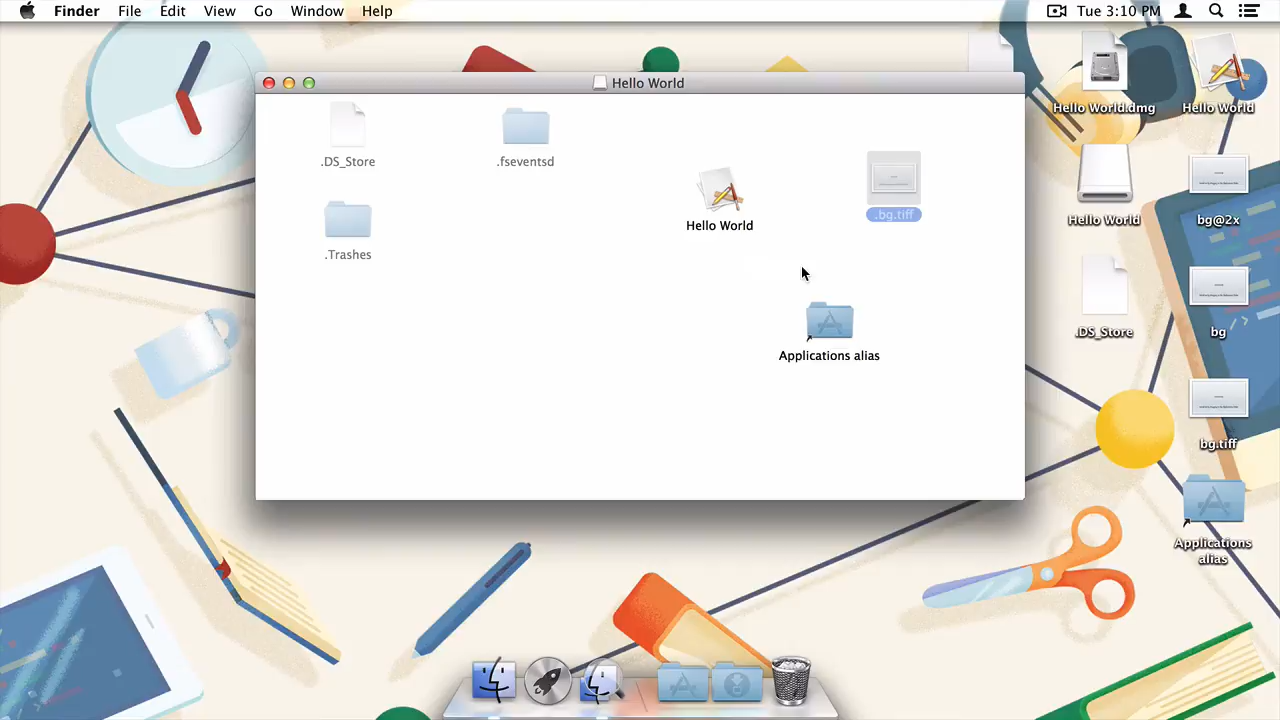 Finder File Edit View Go Window Help Tue 3:10 PM
Hello World
.DS_Store
.fseventsd
.Trashes
Hello World
.bg.tiff
Applications alias
Hello World.dmg
Hello World
Hello World
bg@2x
.DS_Store
bg
bg.tiff
Applications
alias